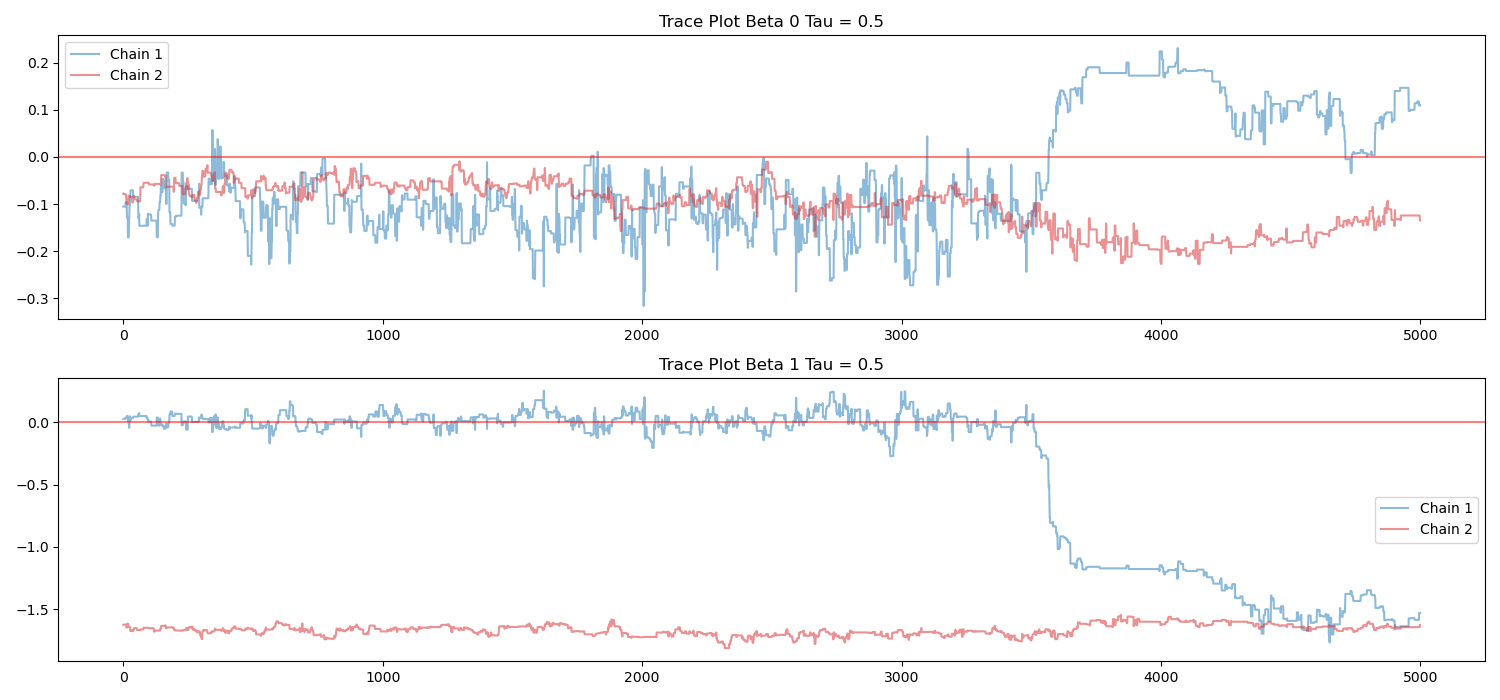 Trace Plot Beta 0 Tau = 0.5
Chain 1
Chain 2
0.2
0.1
0.0
−0.1
−0.2
−0.3
0 1000 2000 3000 4000 5000
Trace Plot Beta 1 Tau = 0.5
0.0
−0.5
−1.0
−1.5
Chain 1
Chain 2
0 1000 2000 3000 4000 5000